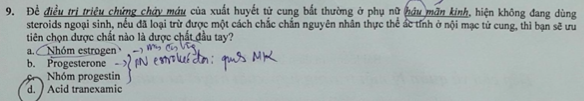 9. Để điều trị triệu chứng chảy máu của xuất huyết tử cung bất thường ở phụ nữ hậu mãn kinh, hiện không đang dùng
steroids ngoại sinh, nếu đã loại trừ được một cách chắc chắn nguyên nhân thực thể ác tính ở nội mạc tử cung, thì bạn sẽ ưu
tiên chọn dược chất nào là dược chất đầu tay?
a. Nhóm estrogen
b. Progesterone
c. Nhóm progestin
d. Acid tranexamic